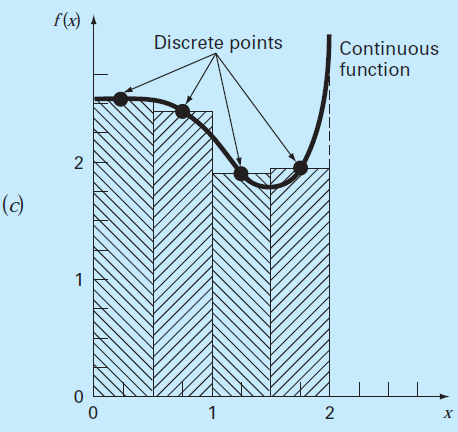 f(x)
Discrete points
Continuous
function
2
(c)
1
0
0 1 2 x